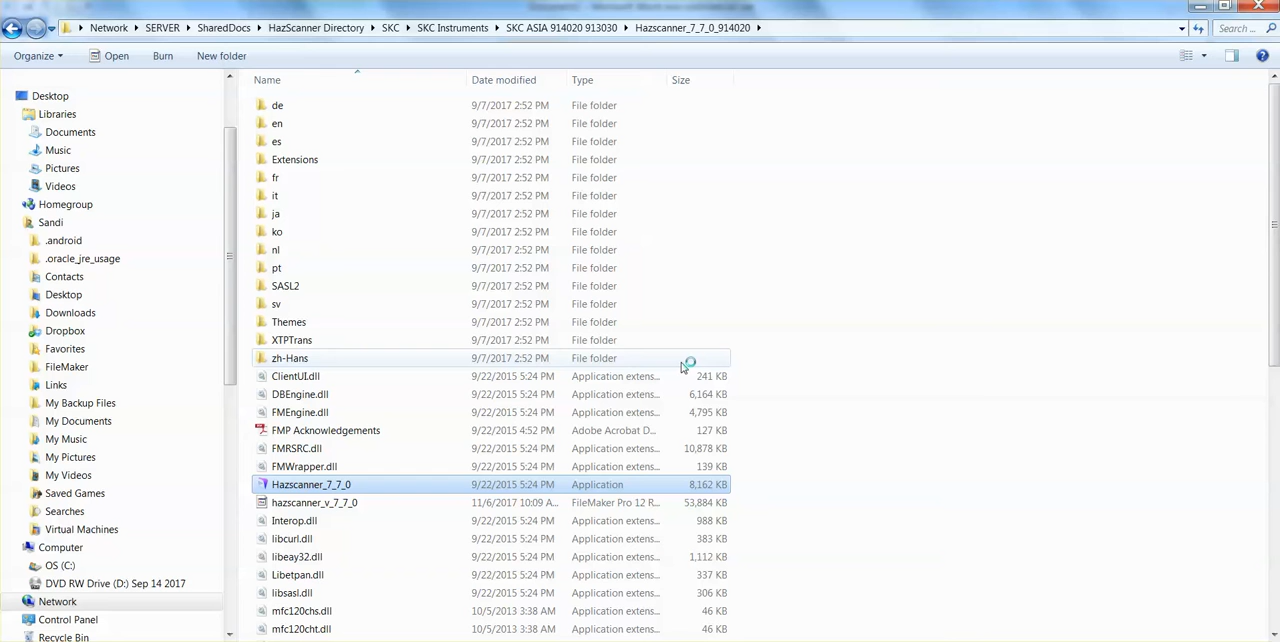 Network ▸ SERVER ▸ SharedDocs ▸ HazScanner Directory ▸ SKC ▸ SKC Instruments ▸ SKC ASIA 914020 913030 ▸ Hazscanner_7_7_0_914020 ▸
Search ...
Organize ▾ Open Burn New folder
Name Date modified Type Size
Desktop
Libraries
Documents
Music
Pictures
Videos
Homegroup
Sandi
.android
.oracle_jre_usage
Contacts
Desktop
Downloads
Dropbox
Favorites
FileMaker
Links
My Backup Files
My Documents
My Music
My Pictures
My Videos
Saved Games
Searches
Virtual Machines
Computer
OS (C:)
DVD RW Drive (D:) Sep 14 2017
Network
Control Panel
Recycle Bin
de 9/7/2017 2:52 PM File folder
en 9/7/2017 2:52 PM File folder
es 9/7/2017 2:52 PM File folder
Extensions 9/7/2017 2:52 PM File folder
fr 9/7/2017 2:52 PM File folder
it 9/7/2017 2:52 PM File folder
ja 9/7/2017 2:52 PM File folder
ko 9/7/2017 2:52 PM File folder
nl 9/7/2017 2:52 PM File folder
pt 9/7/2017 2:52 PM File folder
SASL2 9/7/2017 2:52 PM File folder
sv 9/7/2017 2:52 PM File folder
Themes 9/7/2017 2:52 PM File folder
XTPTrans 9/7/2017 2:52 PM File folder
zh-Hans 9/7/2017 2:52 PM File folder
ClientUI.dll 9/22/2015 5:24 PM Application extens... 241 KB
DBEngine.dll 9/22/2015 5:24 PM Application extens... 6,164 KB
FMEngine.dll 9/22/2015 5:24 PM Application extens... 4,795 KB
FMP Acknowledgements 9/22/2015 4:52 PM Adobe Acrobat D... 127 KB
FMRSRC.dll 9/22/2015 5:24 PM Application extens... 10,878 KB
FMWrapper.dll 9/22/2015 5:24 PM Application extens... 139 KB
Hazscanner_7_7_0 9/22/2015 5:24 PM Application 8,162 KB
hazscanner_v_7_7_0 11/6/2017 10:09 A... FileMaker Pro 12 R... 53,884 KB
Interop.dll 9/22/2015 5:24 PM Application extens... 988 KB
libcurl.dll 9/22/2015 5:24 PM Application extens... 383 KB
libeay32.dll 9/22/2015 5:24 PM Application extens... 1,112 KB
Libetpan.dll 9/22/2015 5:24 PM Application extens... 337 KB
libsasl.dll 9/22/2015 5:24 PM Application extens... 306 KB
mfc120chs.dll 10/5/2013 3:38 AM Application extens... 46 KB
mfc120cht.dll 10/5/2013 3:38 AM Application extens... 46 KB